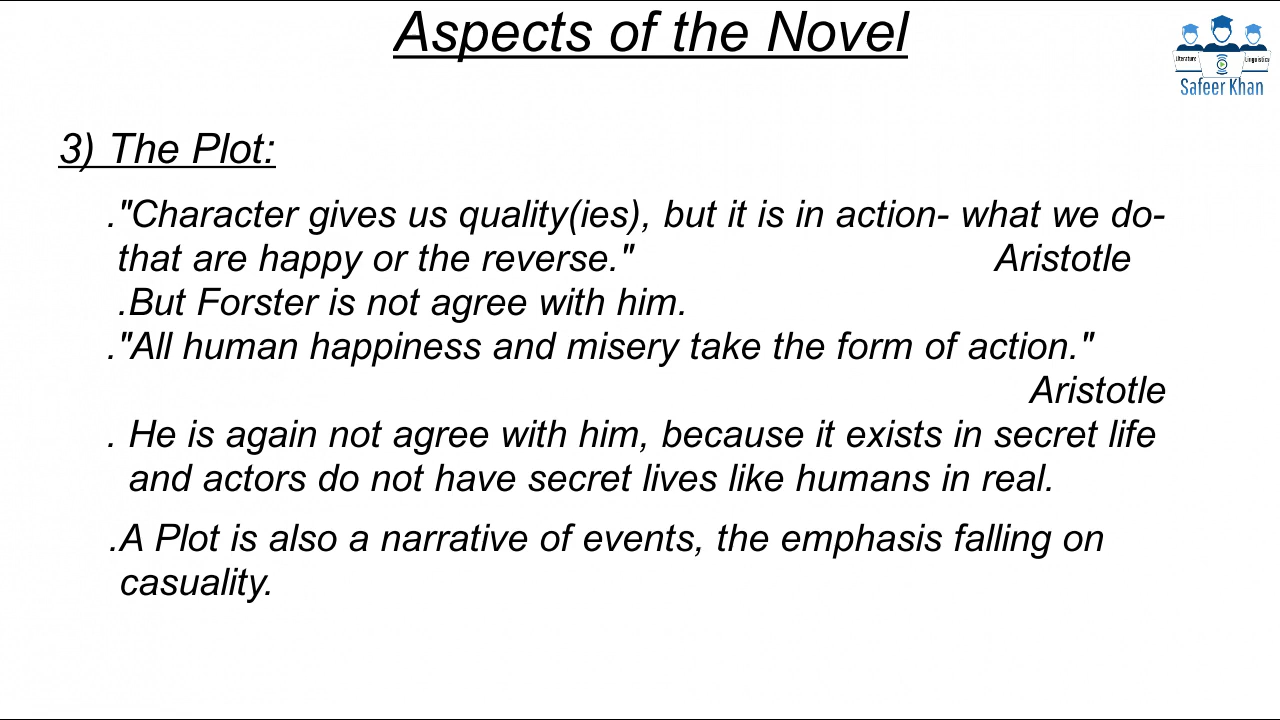 Aspects of the Novel
Literature
Linguistics
Safeer Khan
3) The Plot:
."Character gives us quality(ies), but it is in action- what we do-
that are happy or the reverse." Aristotle
.But Forster is not agree with him.
."All human happiness and misery take the form of action."
Aristotle
. He is again not agree with him, because it exists in secret life
and actors do not have secret lives like humans in real.
.A Plot is also a narrative of events, the emphasis falling on
casuality.